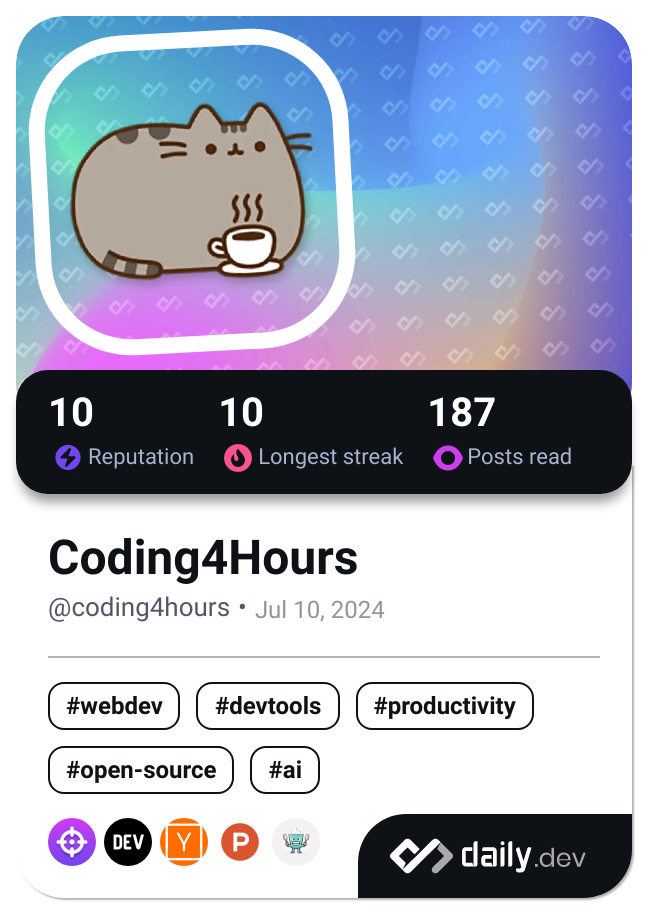 10 10 187
Reputation Longest streak Posts read
Coding4Hours
@coding4hours • Jul 10, 2024
#webdev #devtools #productivity
#open-source #ai
DEV Y P daily.dev